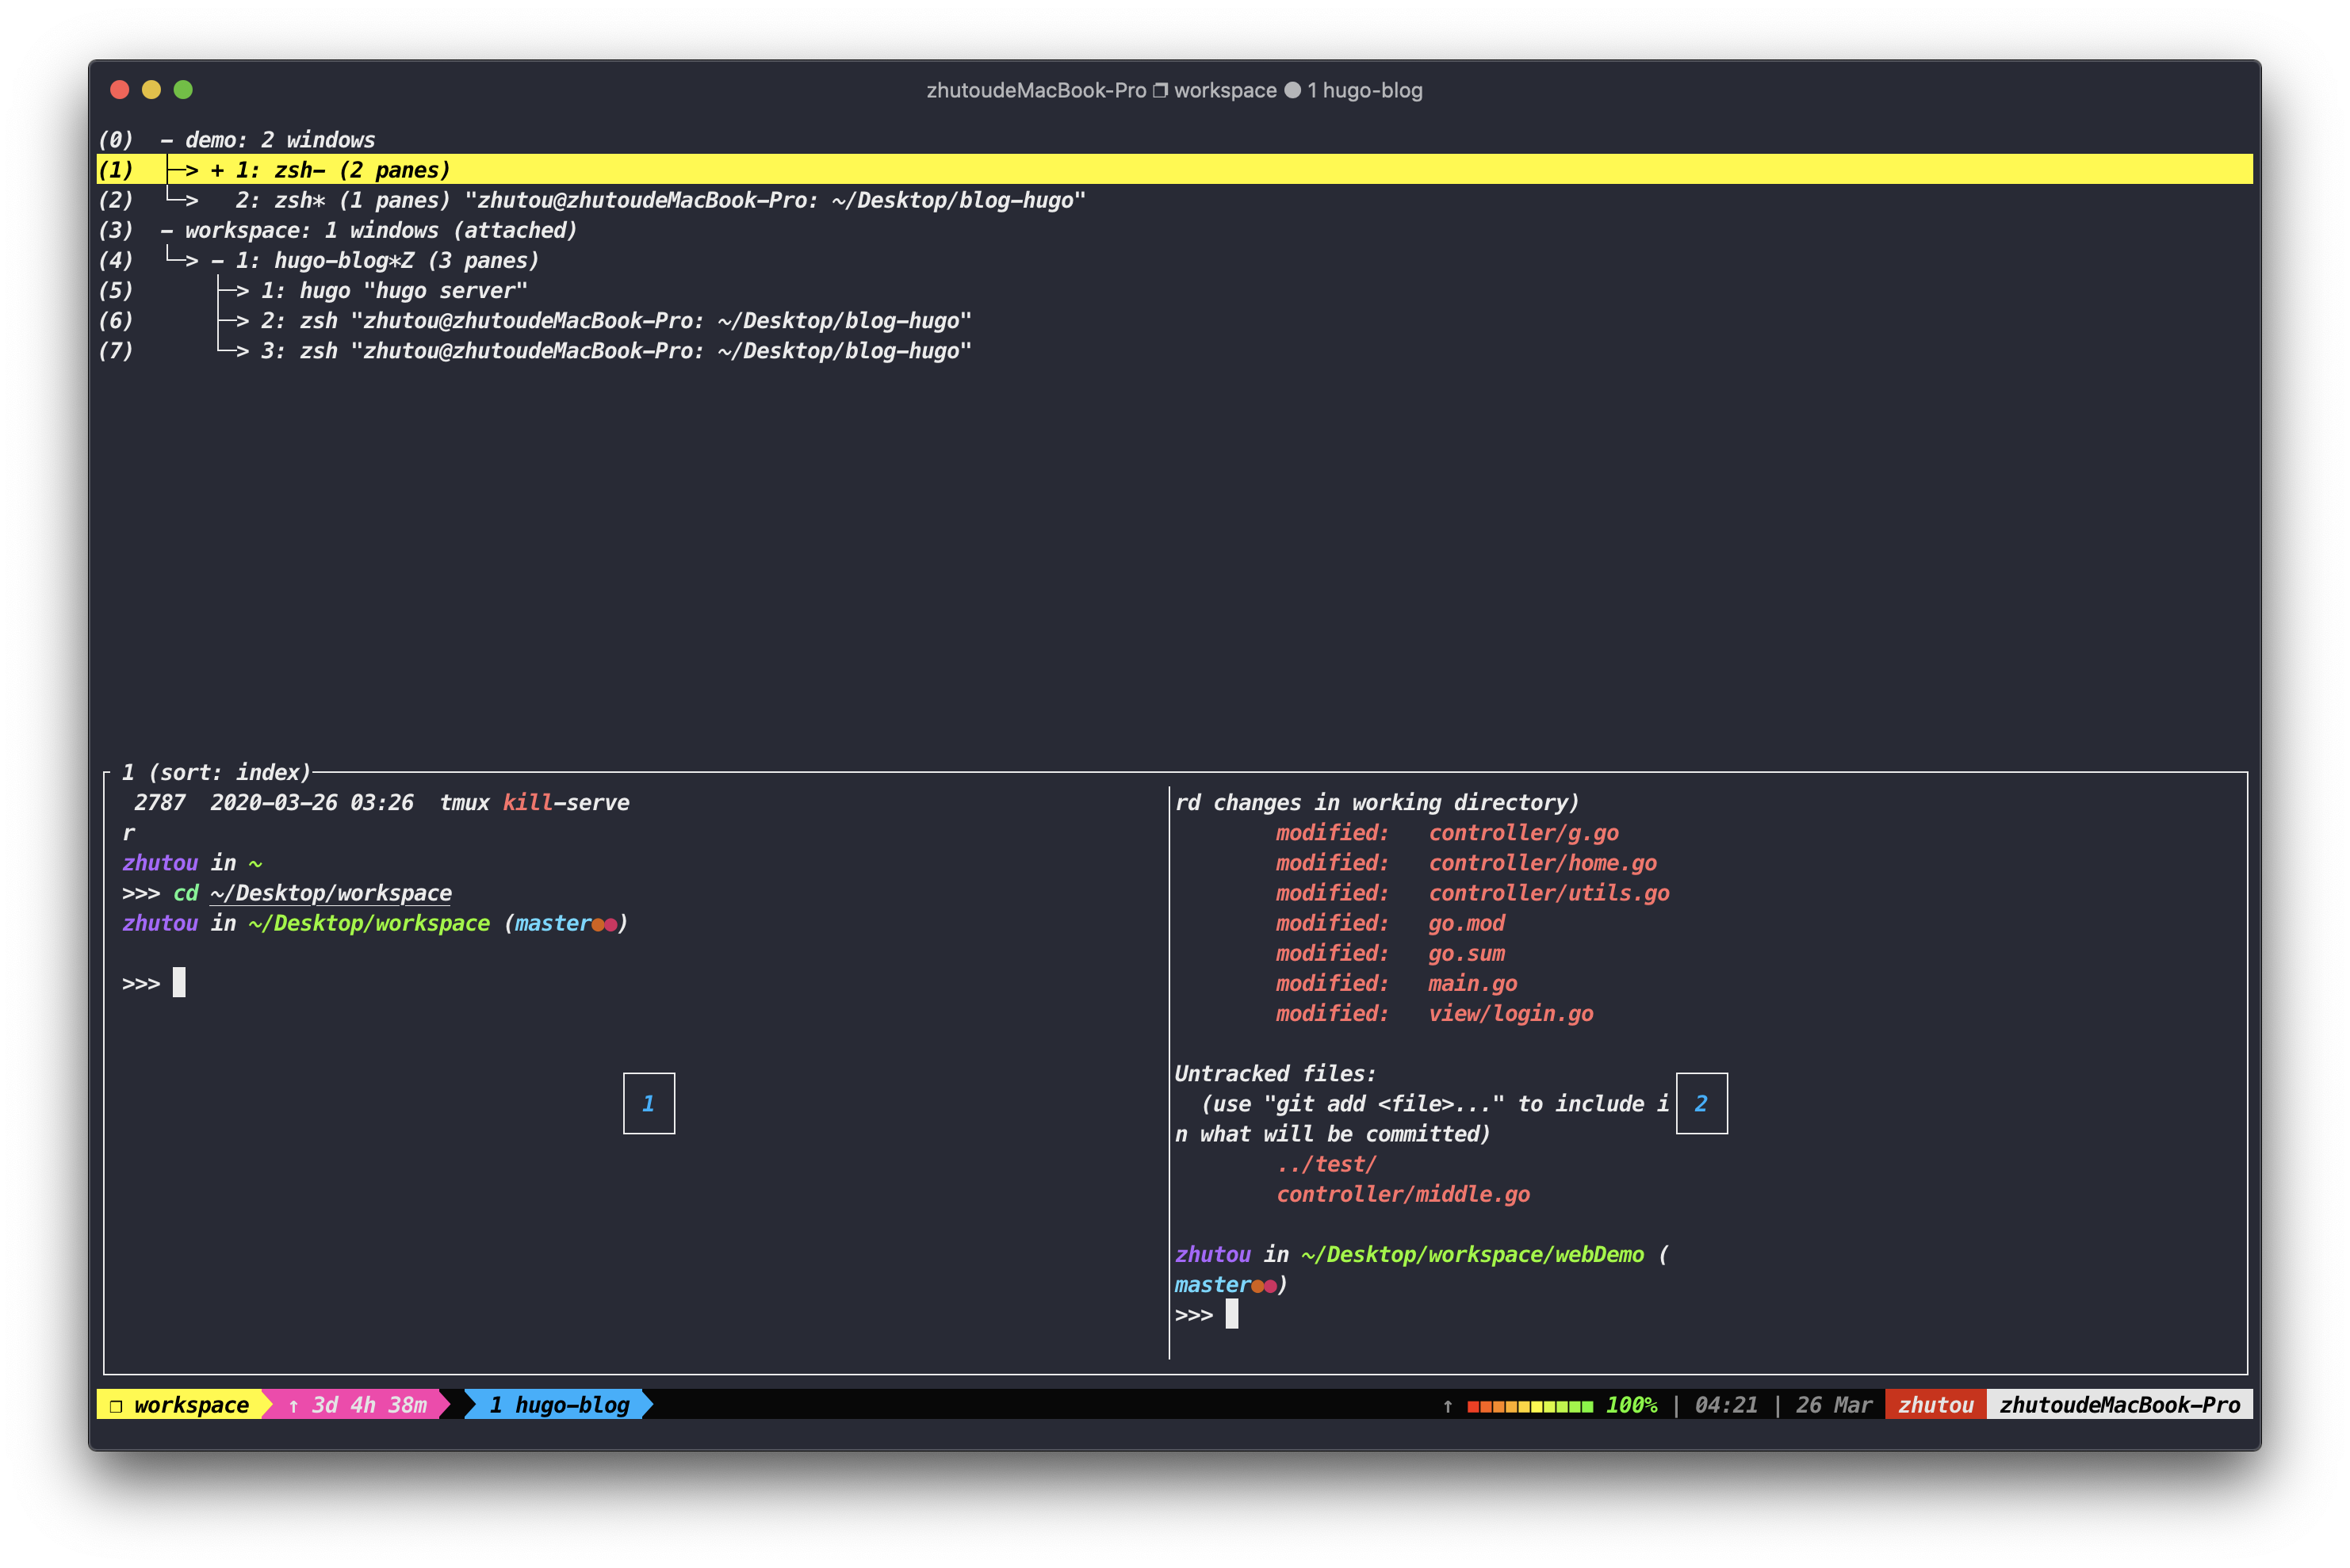 zhutoudeMacBook-Pro ❐ workspace ● 1 hugo-blog
(0)  - demo: 2 windows
(1)  ├─> + 1: zsh- (2 panes)
(2)  └─>   2: zsh* (1 panes) "zhutou@zhutoudeMacBook-Pro: ~/Desktop/blog-hugo"
(3)  - workspace: 1 windows (attached)
(4)  └─> - 1: hugo-blog*Z (3 panes)
(5)      ├─> 1: hugo "hugo server"
(6)      ├─> 2: zsh "zhutou@zhutoudeMacBook-Pro: ~/Desktop/blog-hugo"
(7)      └─> 3: zsh "zhutou@zhutoudeMacBook-Pro: ~/Desktop/blog-hugo"
1 (sort: index)
2787  2020-03-26 03:26  tmux kill-serve
r
zhutou in ~
>>> cd ~/Desktop/workspace
zhutou in ~/Desktop/workspace (master●●)
>>>
1
rd changes in working directory)
modified:   controller/g.go
modified:   controller/home.go
modified:   controller/utils.go
modified:   go.mod
modified:   go.sum
modified:   main.go
modified:   view/login.go
Untracked files:
(use "git add <file>..." to include i
n what will be committed)
../test/
controller/middle.go
zhutou in ~/Desktop/workspace/webDemo (
master●●)
>>>
2
❐ workspace  ↑ 3d 4h 38m  1 hugo-blog  ↑ 100% | 04:21 | 26 Mar  zhutou  zhutoudeMacBook-Pro